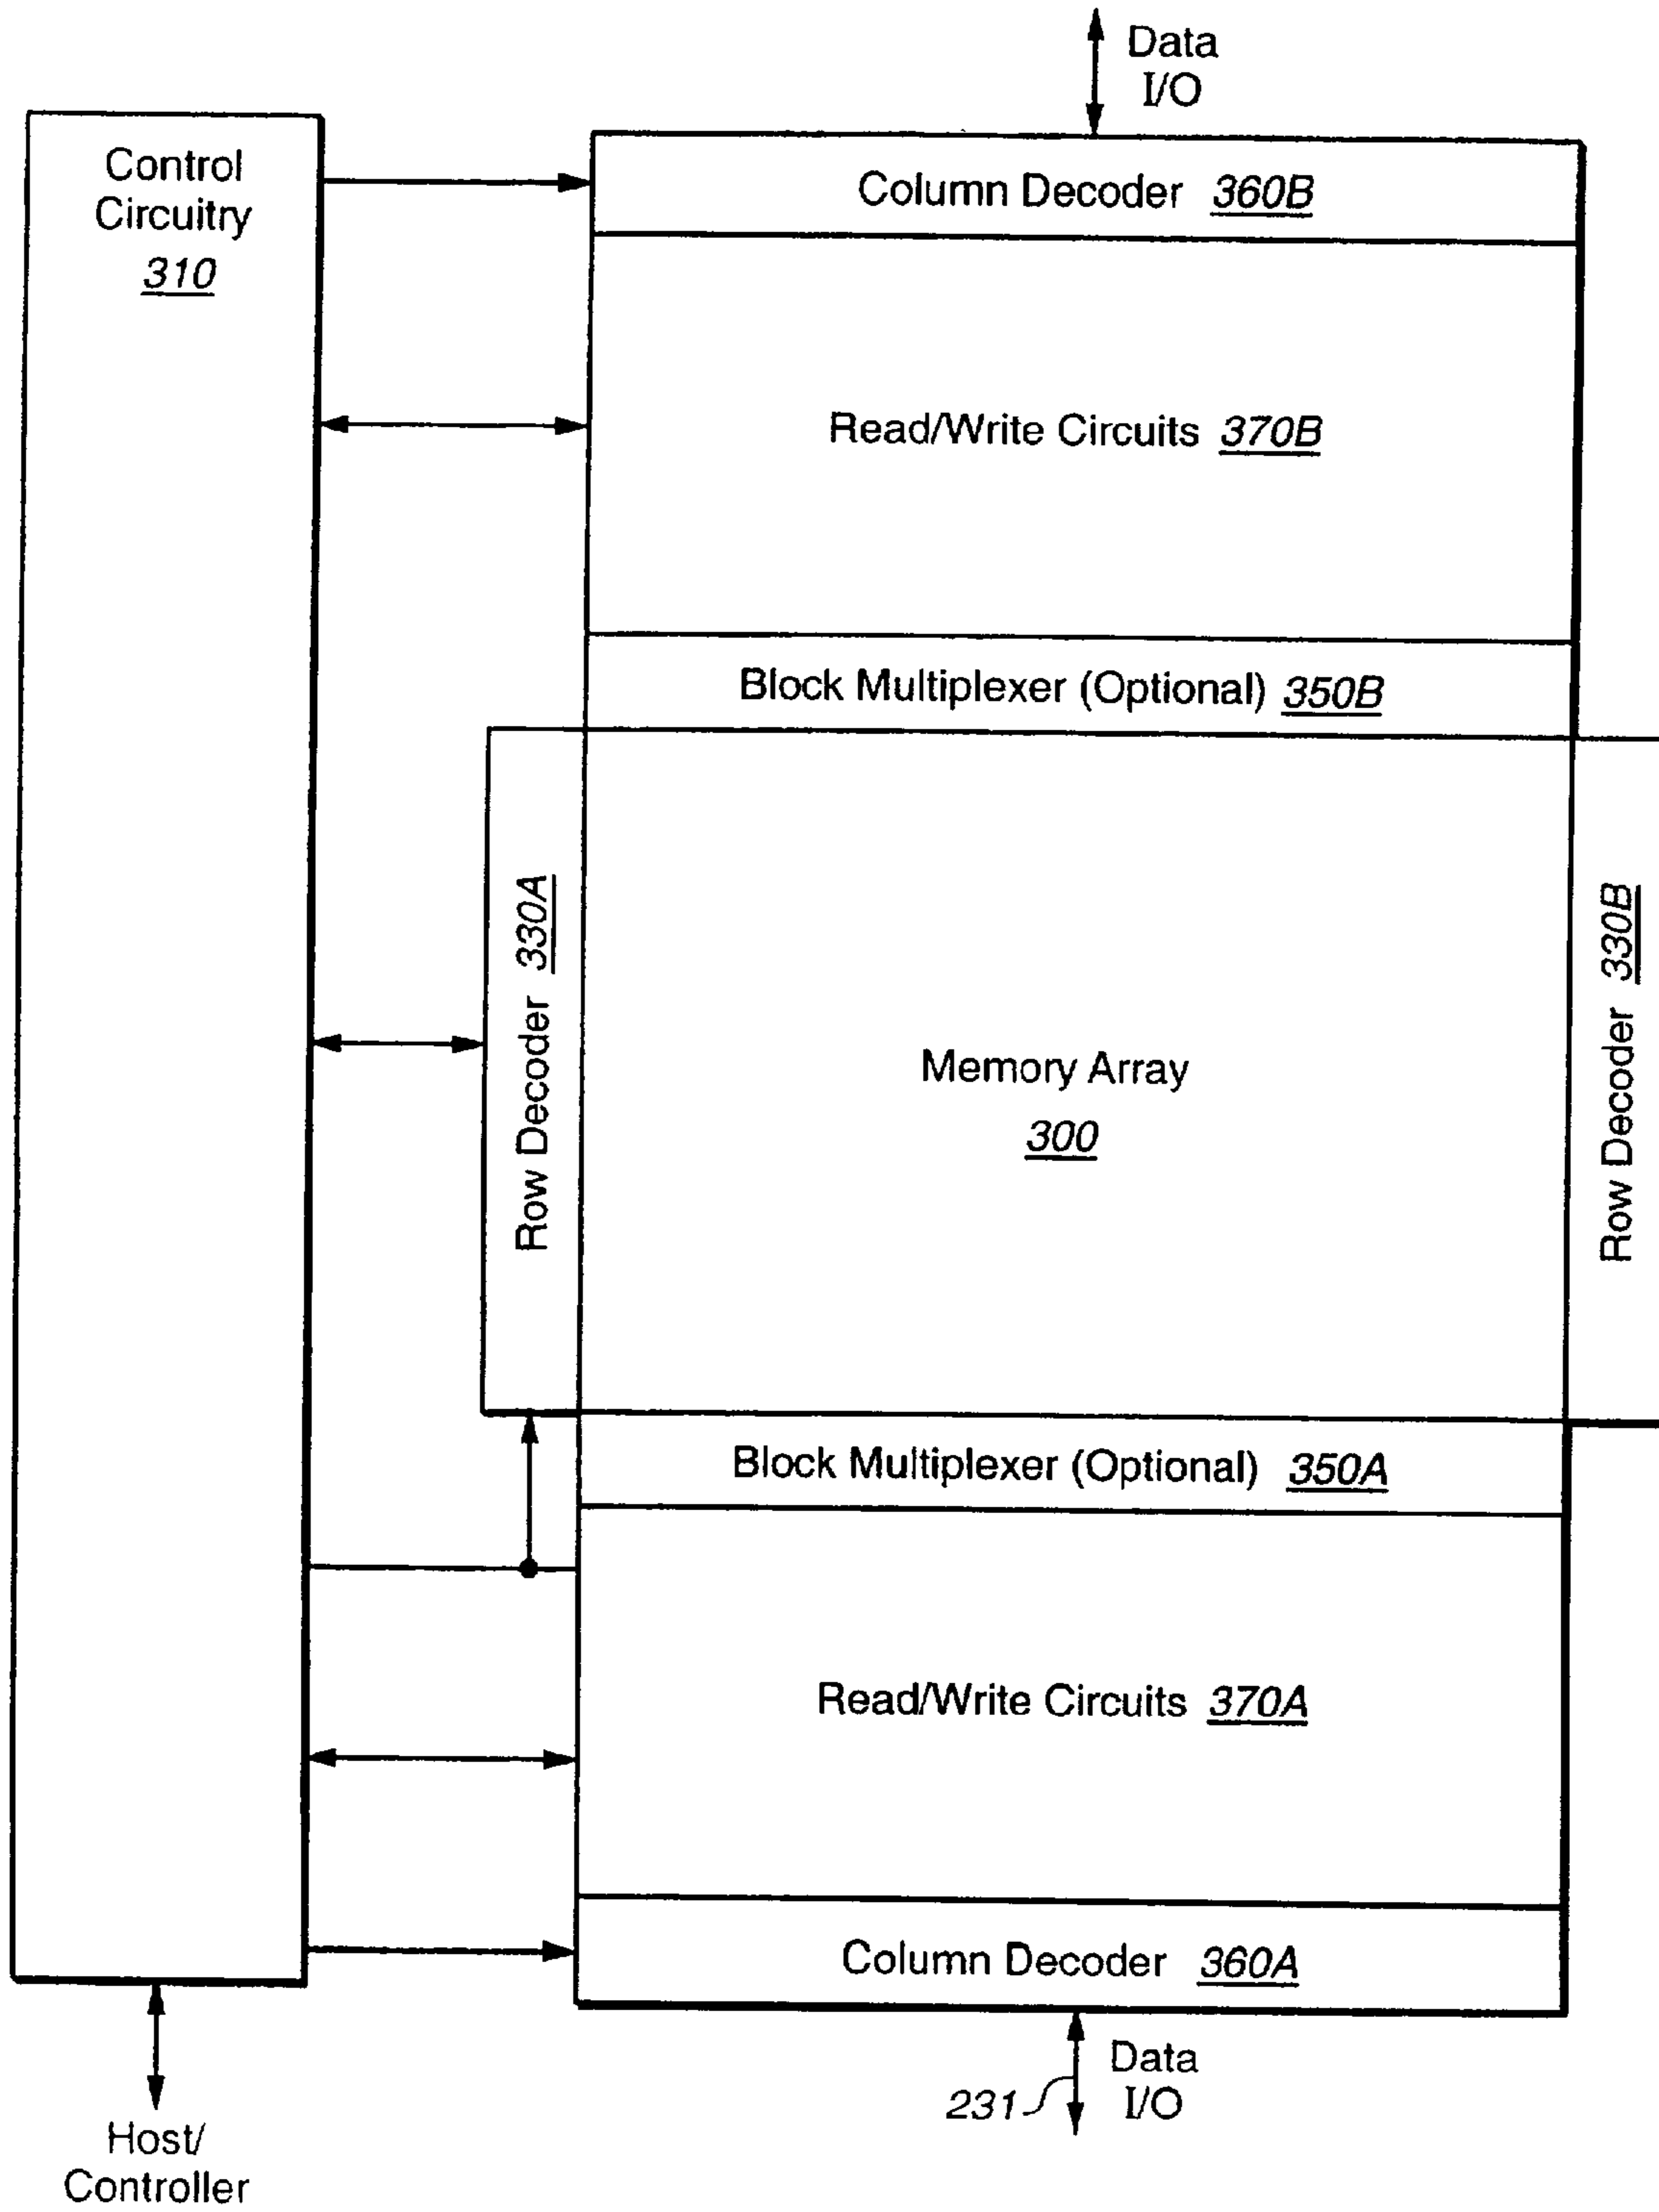 Data
I/O
Control
Circuitry
310
Column Decoder 360B
Read/Write Circuits 370B
Block Multiplexer (Optional) 350B
Row Decoder 330A
Memory Array
300
Row Decoder 330B
Block Multiplexer (Optional) 350A
Read/Write Circuits 370A
Column Decoder 360A
231
Data
I/O
Host/
Controller